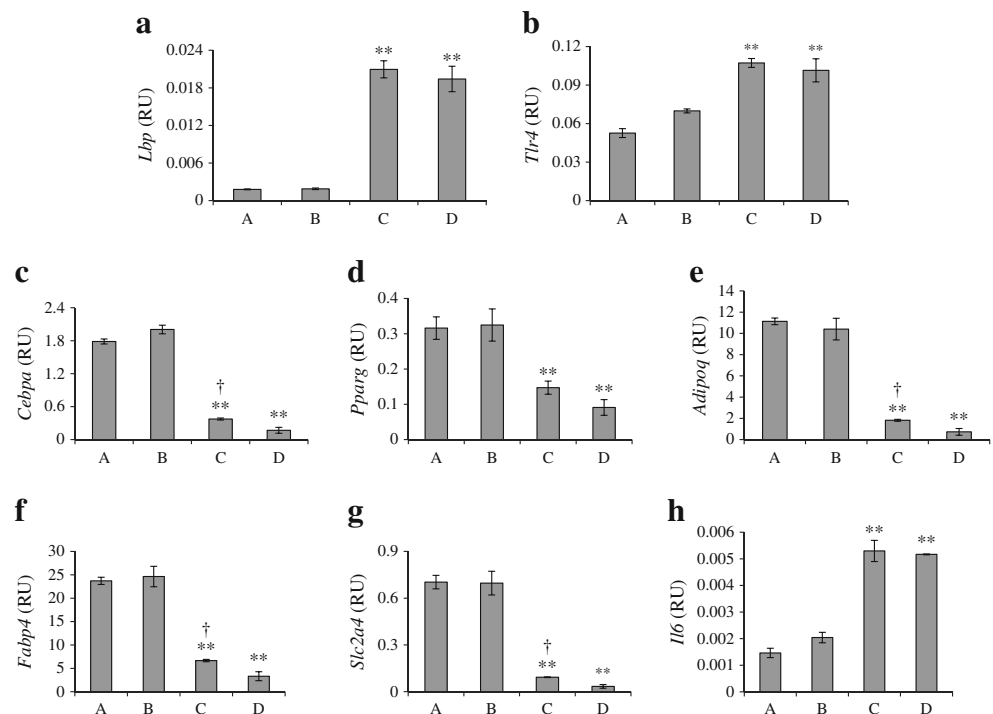 a
b
Lbp (RU)
0.024
0.018
0.012
0.006
0
**
**
A B C D
Tlr4 (RU)
0.12
0.09
0.06
0.03
0
**
**
A B C D
c
d
e
Cebpa (RU)
2.4
1.8
1.2
0.6
0
†
** **
A B C D
Pparg (RU)
0.4
0.3
0.2
0.1
0
**
**
A B C D
Adipoq (RU)
14
12
10
8
6
4
2
0
†
** **
A B C D
f
g
h
Fabp4 (RU)
30
25
20
15
10
5
0
†
**
**
A B C D
Slc2a4 (RU)
0.9
0.6
0.3
0
†
** **
A B C D
Il6 (RU)
0.006
0.005
0.004
0.003
0.002
0.001
0
**
**
A B C D